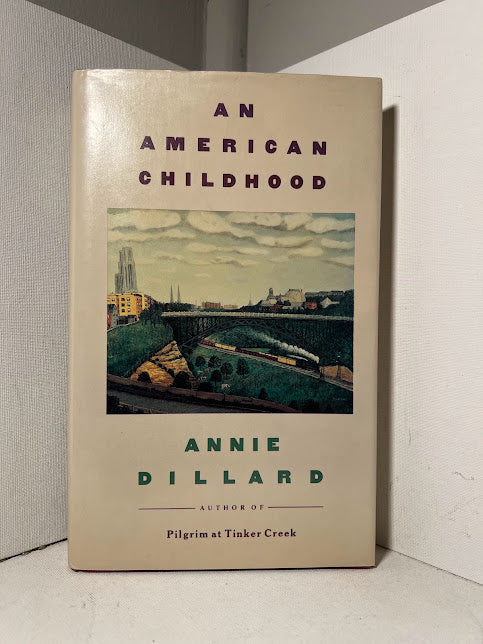 AN
AMERICAN
CHILDHOOD
ANNIE
DILLARD
AUTHOR OF
Pilgrim at Tinker Creek